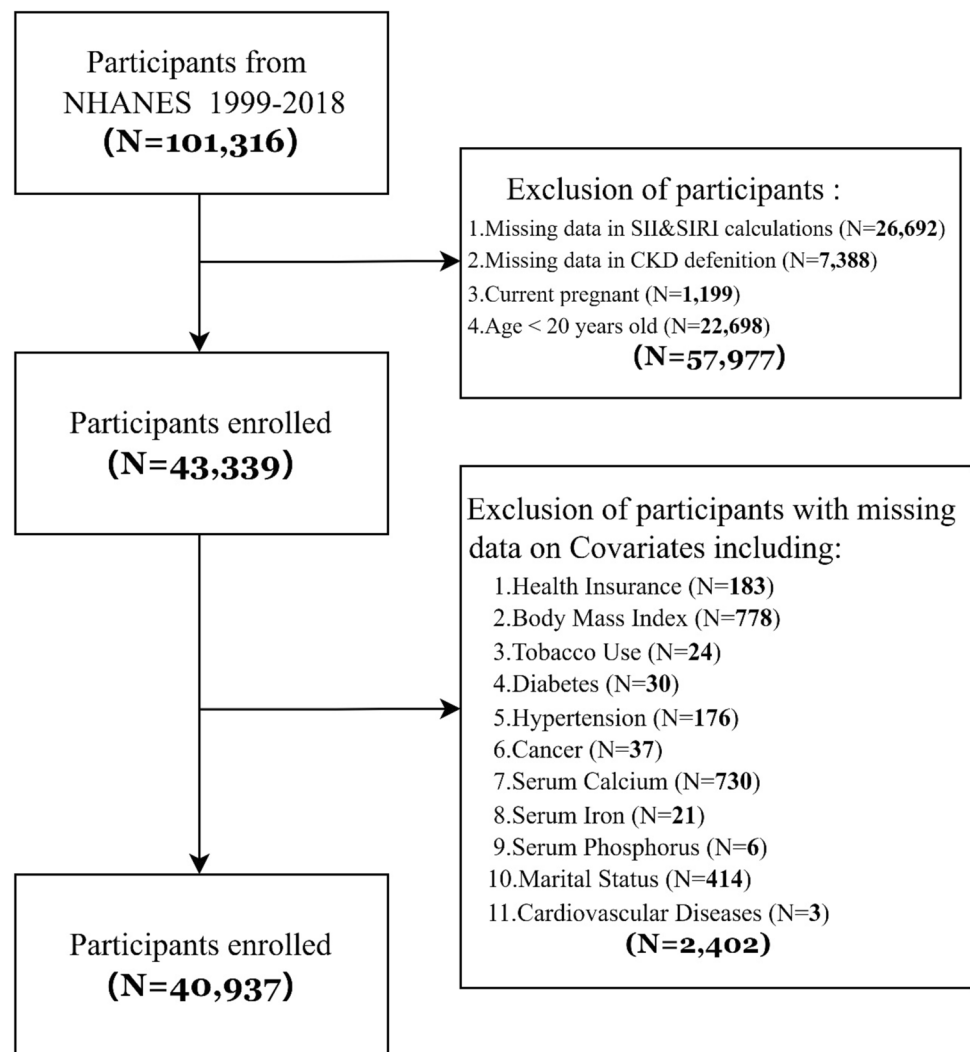 Participants from
NHANES 1999-2018
(N=101,316)
Exclusion of participants :
1.Missing data in SII&SIRI calculations (N=26,692)
2.Missing data in CKD defenition (N=7,388)
3.Current pregnant (N=1,199)
4.Age < 20 years old (N=22,698)
(N=57,977)
Participants enrolled
(N=43,339)
Exclusion of participants with missing
data on Covariates including:
1.Health Insurance (N=183)
2.Body Mass Index (N=778)
3.Tobacco Use (N=24)
4.Diabetes (N=30)
5.Hypertension (N=176)
6.Cancer (N=37)
7.Serum Calcium (N=730)
8.Serum Iron (N=21)
9.Serum Phosphorus (N=6)
10.Marital Status (N=414)
11.Cardiovascular Diseases (N=3)
(N=2,402)
Participants enrolled
(N=40,937)